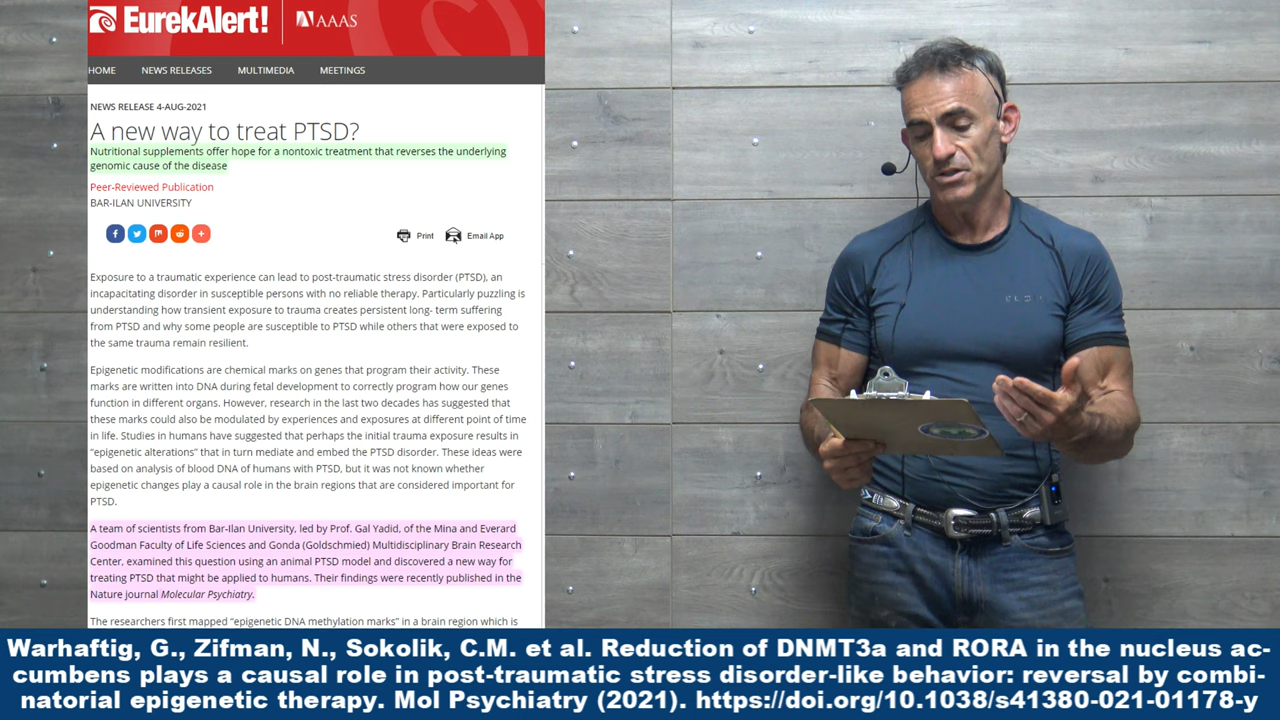 EurekAlert! AAAS
HOME NEWS RELEASES MULTIMEDIA MEETINGS
NEWS RELEASE 4-AUG-2021
A new way to treat PTSD?
Nutritional supplements offer hope for a nontoxic treatment that reverses the underlying
genomic cause of the disease
Peer-Reviewed Publication
BAR-ILAN UNIVERSITY
Print Email App
Exposure to a traumatic experience can lead to post-traumatic stress disorder (PTSD), an
incapacitating disorder in susceptible persons with no reliable therapy. Particularly puzzling is
understanding how transient exposure to trauma creates persistent long- term suffering
from PTSD and why some people are susceptible to PTSD while others that were exposed to
the same trauma remain resilient.
Epigenetic modifications are chemical marks on genes that program their activity. These
marks are written into DNA during fetal development to correctly program how our genes
function in different organs. However, research in the last two decades has suggested that
these marks could also be modulated by experiences and exposures at different point of time
in life. Studies in humans have suggested that perhaps the initial trauma exposure results in
“epigenetic alterations” that in turn mediate and embed the PTSD disorder. These ideas were
based on analysis of blood DNA of humans with PTSD, but it was not known whether
epigenetic changes play a causal role in the brain regions that are considered important for
PTSD.
A team of scientists from Bar-Ilan University, led by Prof. Gal Yadid, of the Mina and Everard
Goodman Faculty of Life Sciences and Gonda (Goldschmied) Multidisciplinary Brain Research
Center, examined this question using an animal PTSD model and discovered a new way for
treating PTSD that might be applied to humans. Their findings were recently published in the
Nature journal Molecular Psychiatry.
The researchers first mapped “epigenetic DNA methylation marks” in a brain region which is
Warhaftig, G., Zifman, N., Sokolik, C.M. et al. Reduction of DNMT3a and RORA in the nucleus ac-
cumbens plays a causal role in post-traumatic stress disorder-like behavior: reversal by combi-
natorial epigenetic therapy. Mol Psychiatry (2021). https://doi.org/10.1038/s41380-021-01178-y